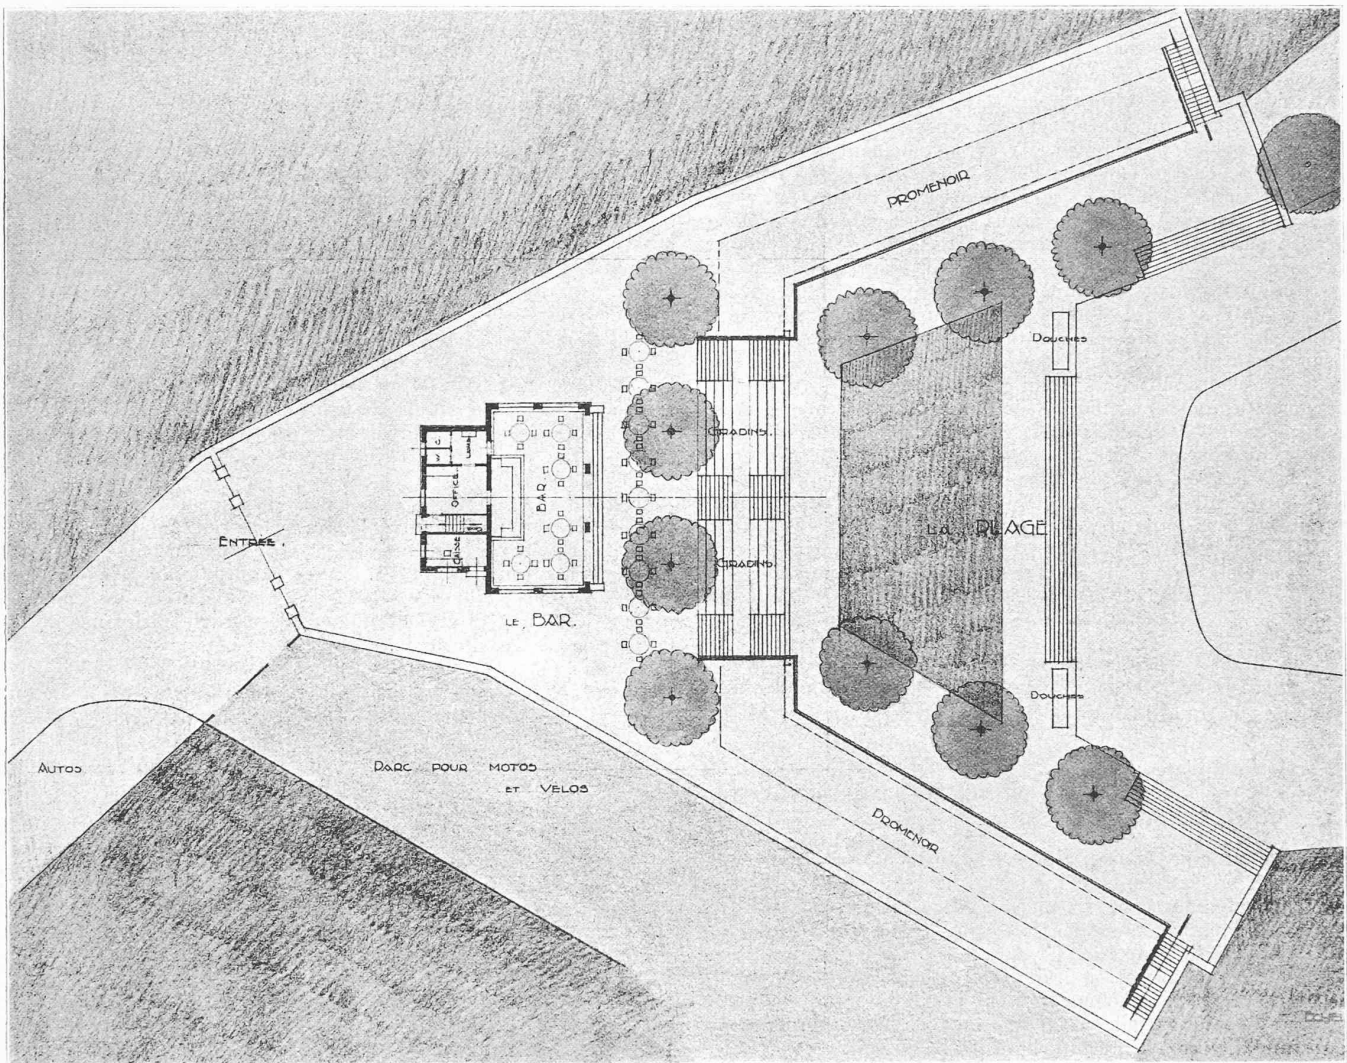 PROMENOIR
DOUCHES
GRADINS.
W. C.
OFFICE
BAR
LA PLAGE
ENTRÉE.
CAISSE
GRADINS.
LE BAR.
DOUCHES
AUTOS
PARC POUR MOTOS
ET VELOS
PROMENOIR